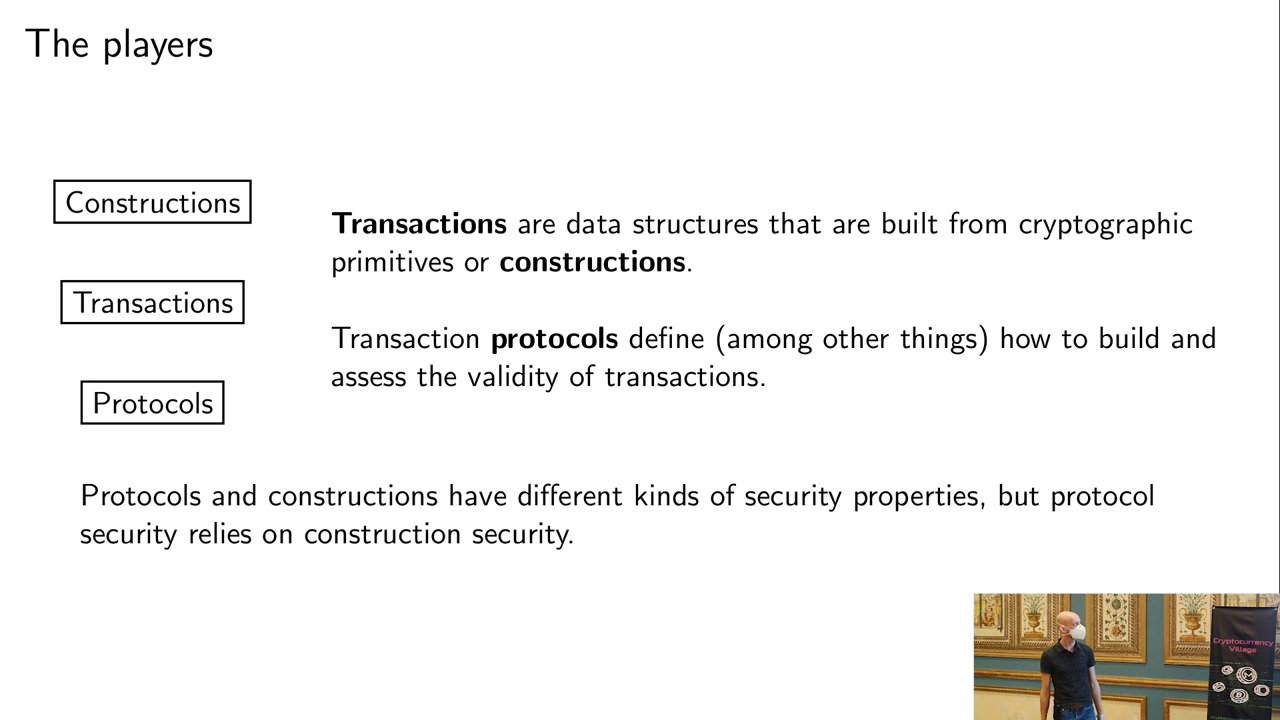 The players
Constructions
Transactions
Protocols
Transactions are data structures that are built from cryptographic
primitives or constructions.
Transaction protocols define (among other things) how to build and
assess the validity of transactions.
Protocols and constructions have different kinds of security properties, but protocol
security relies on construction security.
Cryptocurrency
Village